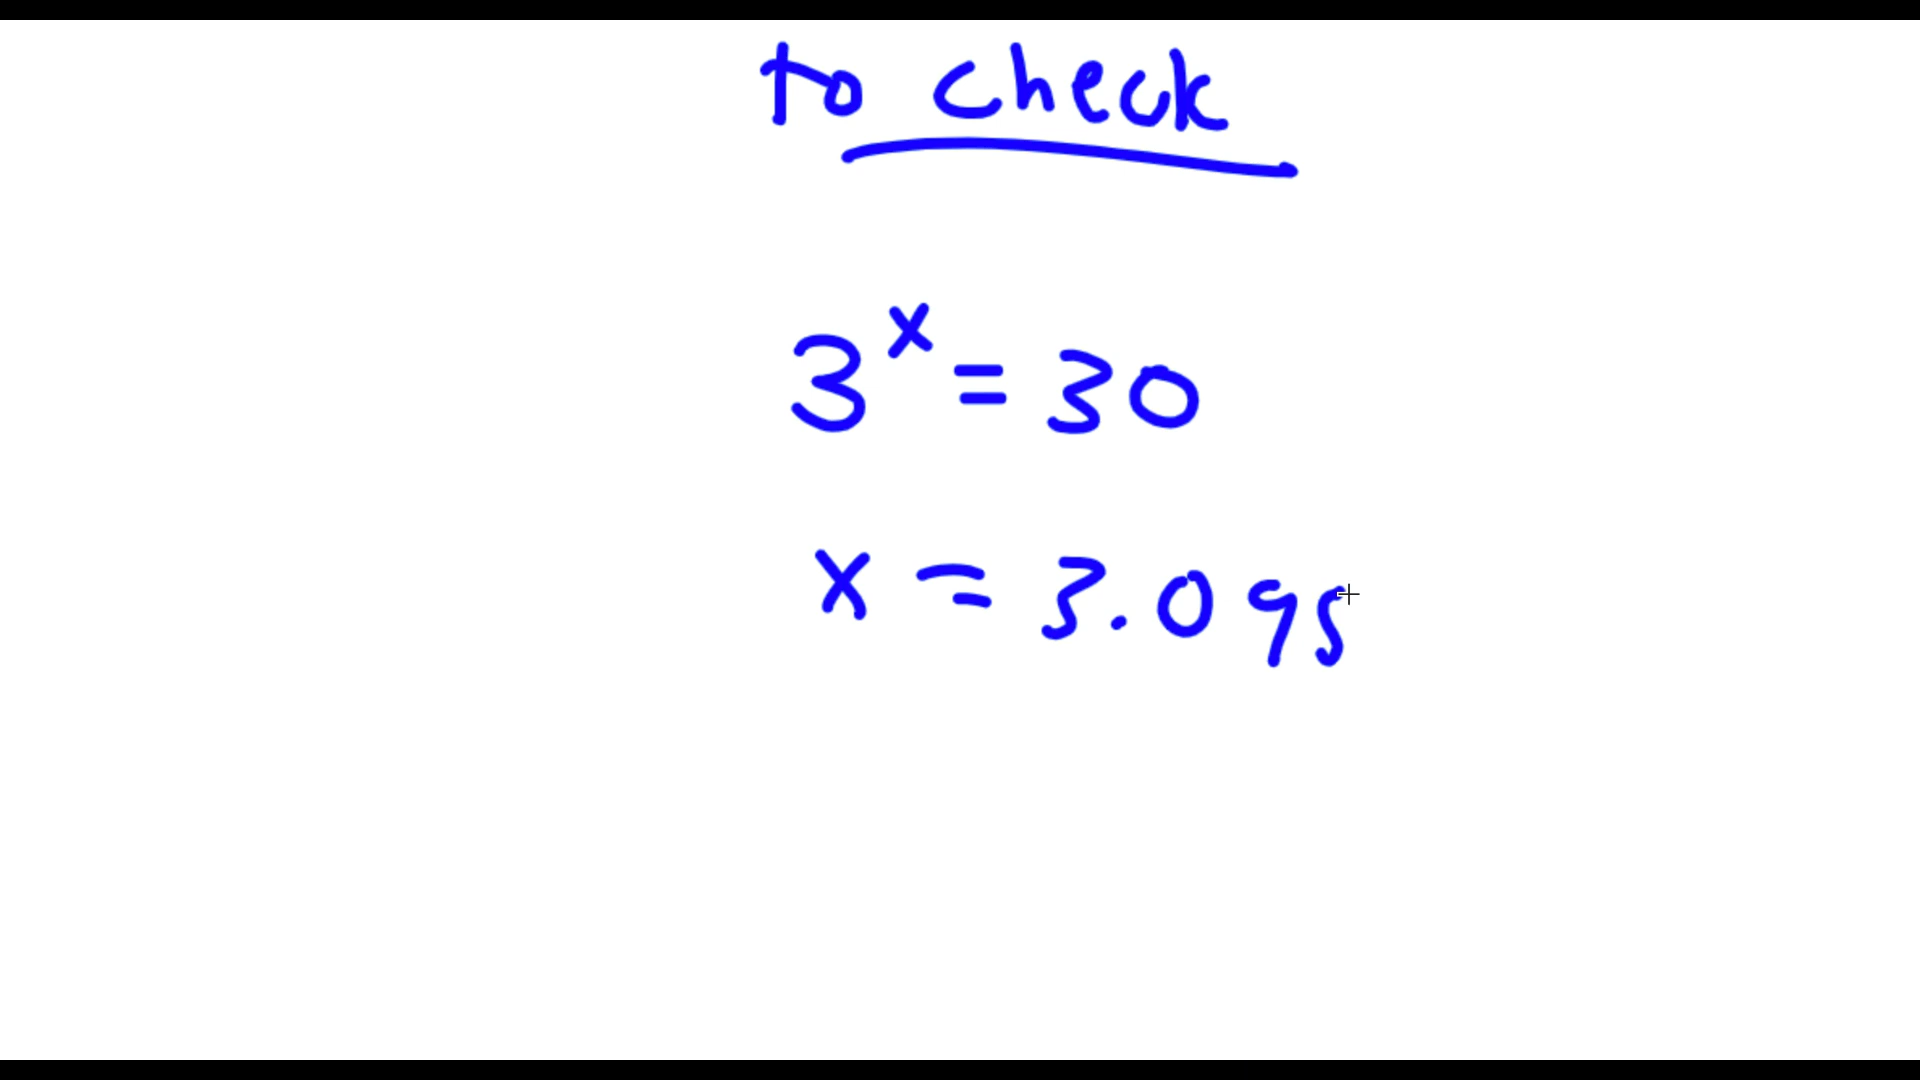 to check
3^x = 30
x = 3.095